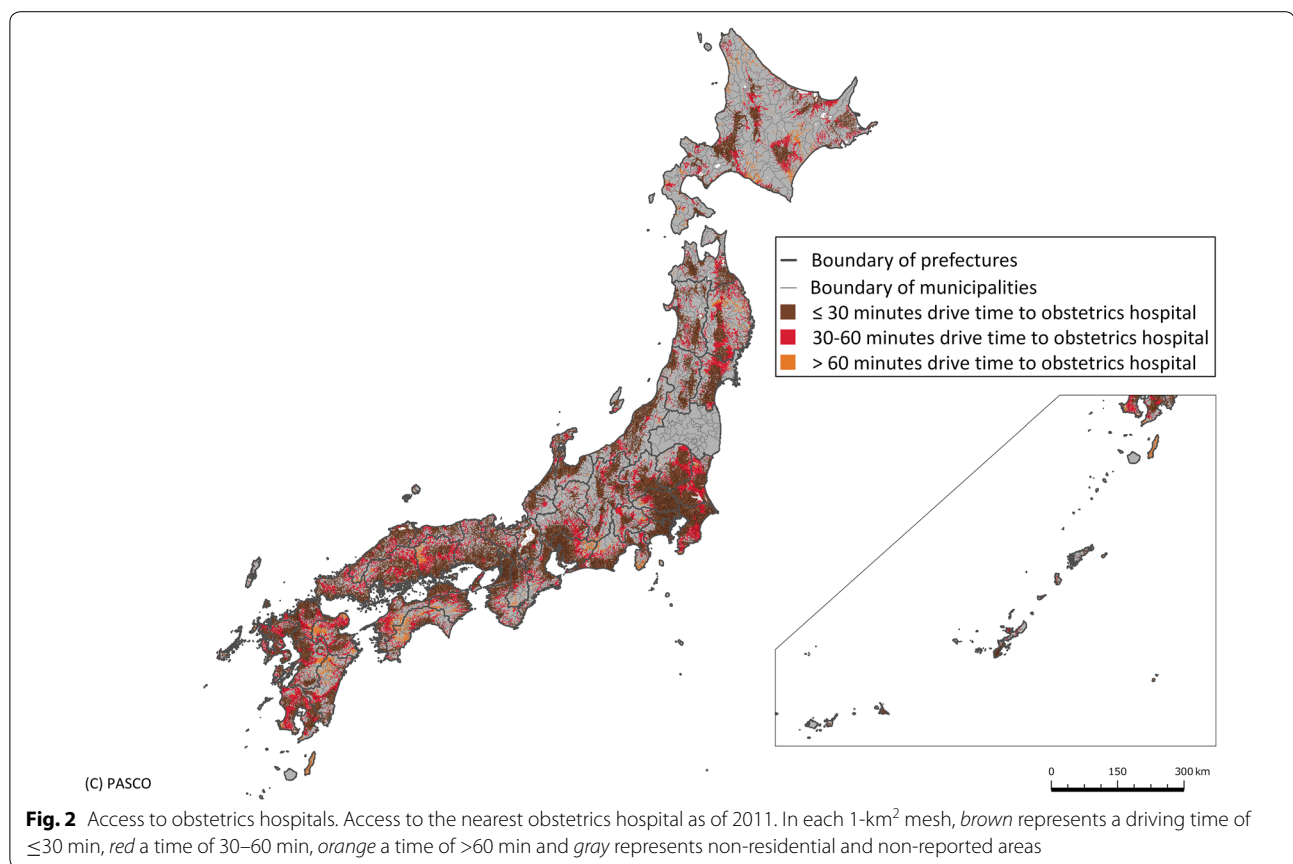 Boundary of prefectures
Boundary of municipalities
≤ 30 minutes drive time to obstetrics hospital
30-60 minutes drive time to obstetrics hospital
> 60 minutes drive time to obstetrics hospital
0 150 300 km
(C) PASCO
Fig. 2 Access to obstetrics hospitals. Access to the nearest obstetrics hospital as of 2011. In each 1-km² mesh, brown represents a driving time of
≤30 min, red a time of 30–60 min, orange a time of >60 min and gray represents non-residential and non-reported areas